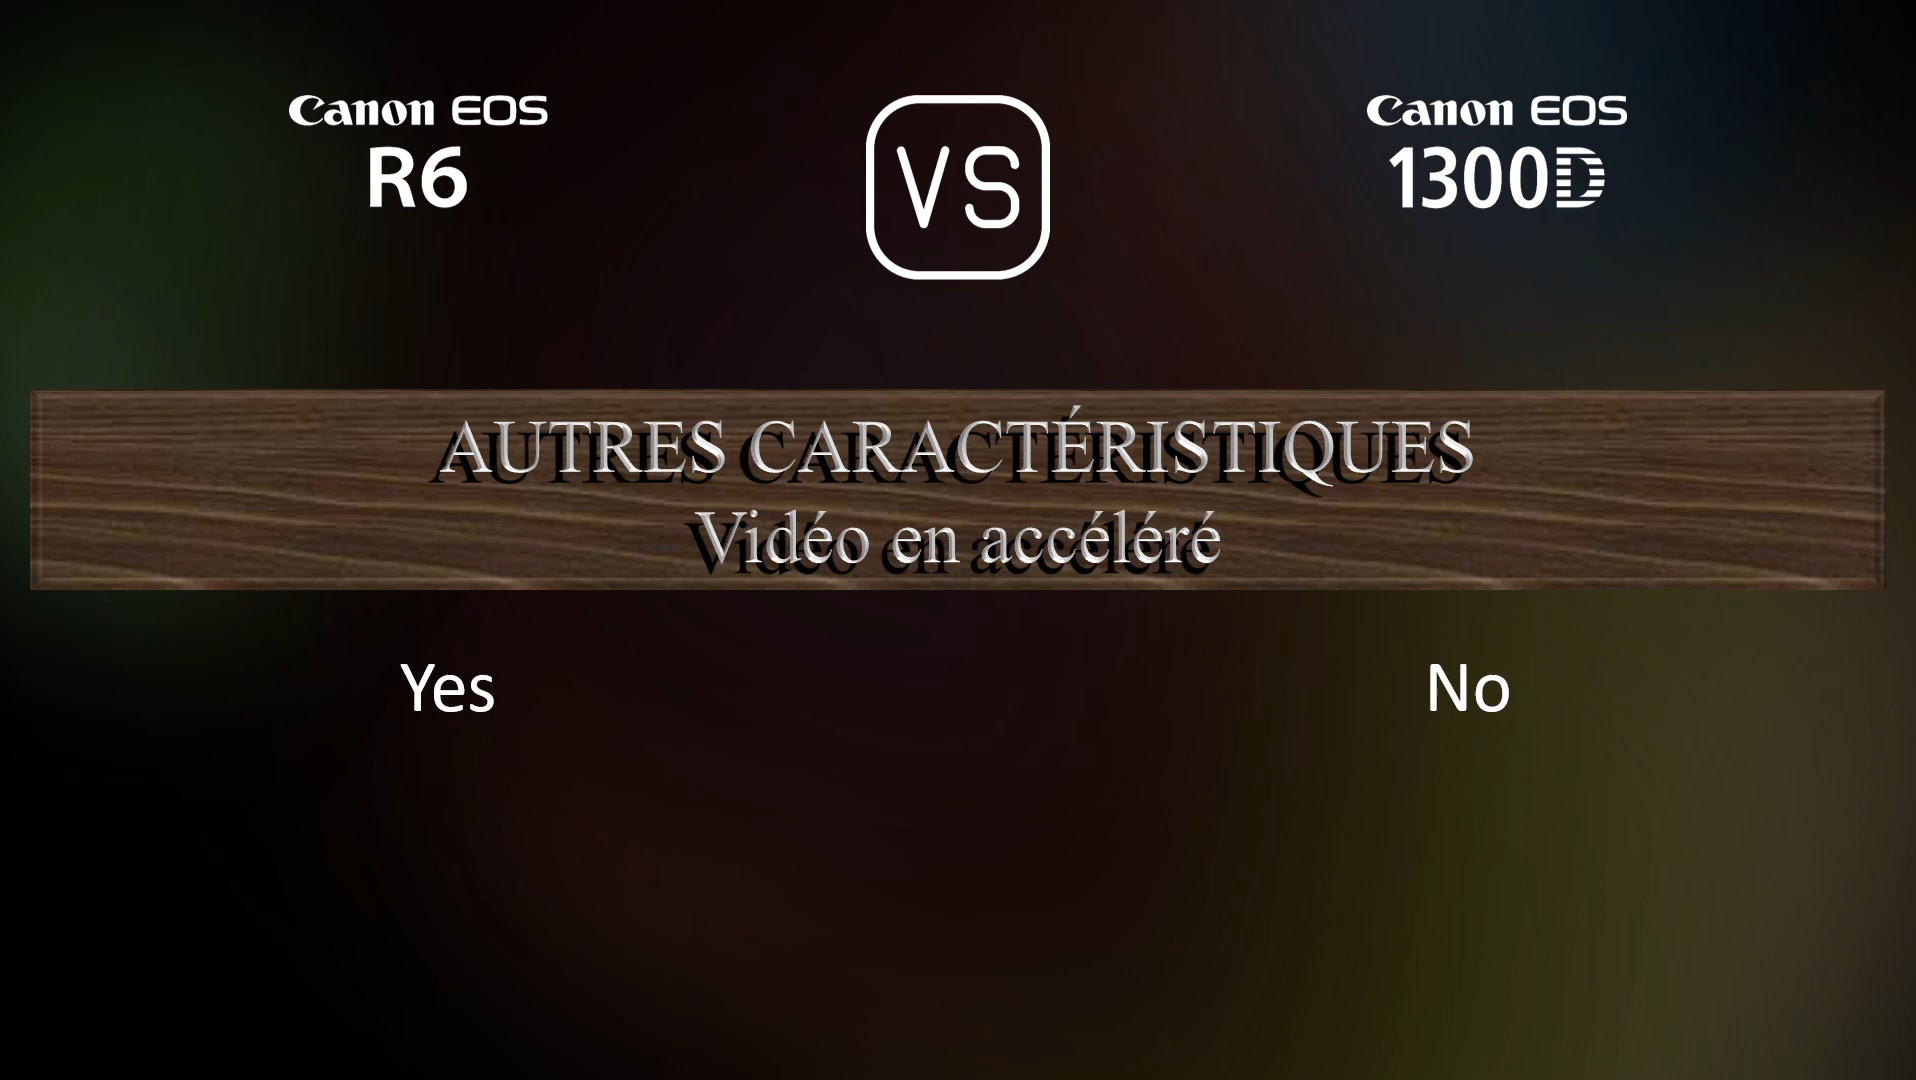 Canon EOS
R6
VS
Canon EOS
1300D
AUTRES CARACTÉRISTIQUES
Vidéo en accéléré
Yes
No